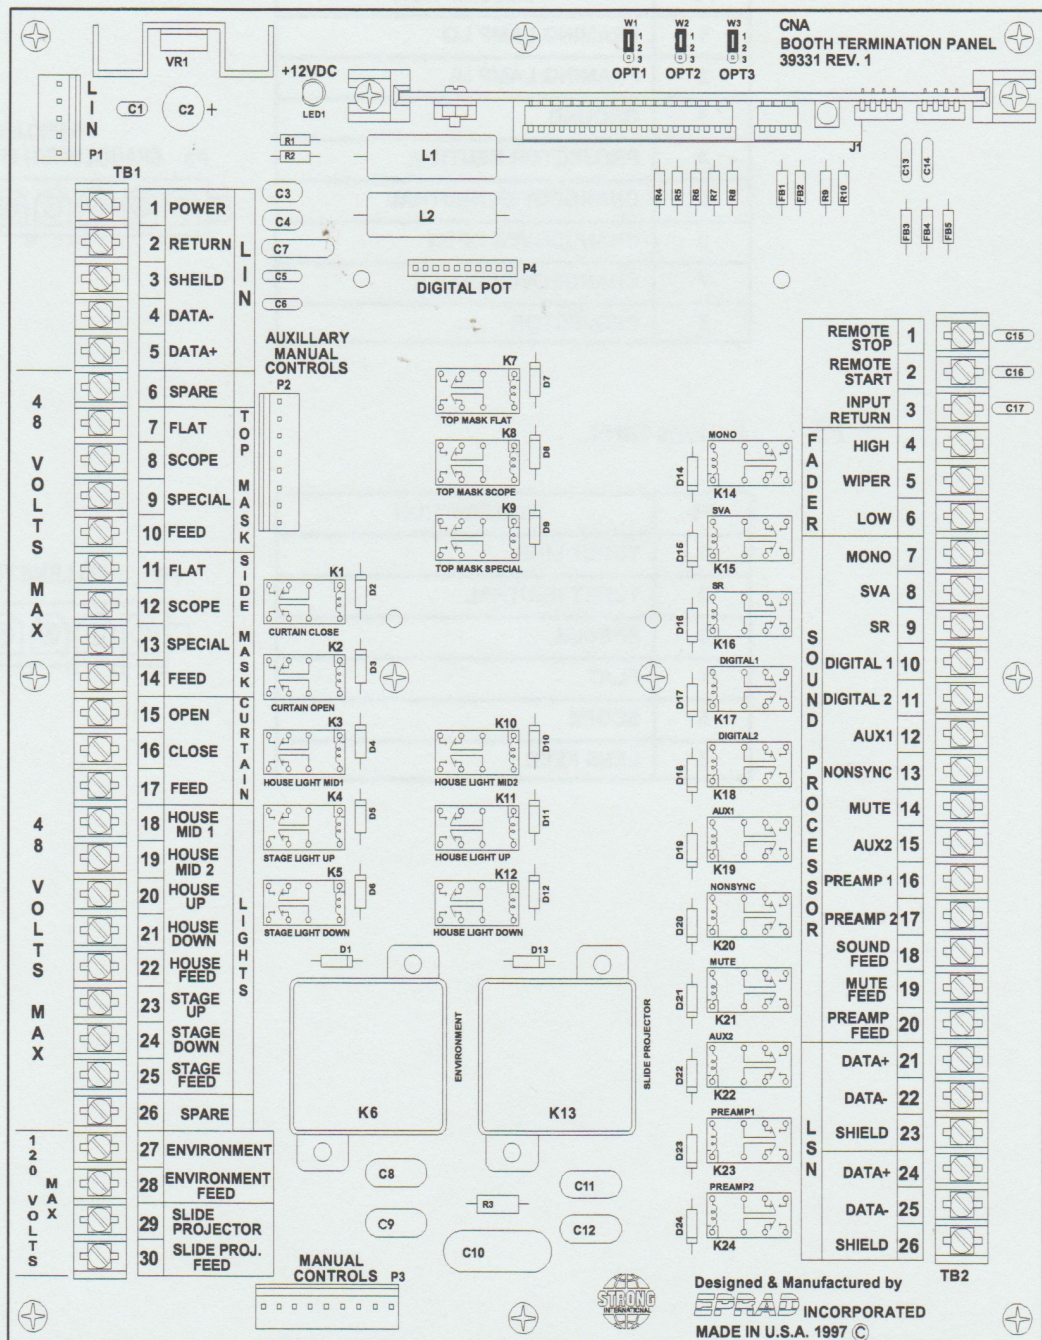 W1
1
2
3
OPT1
W2
1
2
3
OPT2
W3
1
2
3
OPT3
CNA
BOOTH TERMINATION PANEL
39331 REV. 1
VR1
+12VDC
LED1
LIN
P1
C1
C2
+
R1
R2
L1
L2
J1
C13
C14
R4
R5
R6
R7
R8
FB1
FB2
R9
R10
FB3
FB4
FB5
C3
C4
C7
C5
C6
P4
DIGITAL POT
TB1
LIN
1 POWER
2 RETURN
3 SHEILD
4 DATA-
5 DATA+
48 VOLTS MAX
6 SPARE
TOP MASK
7 FLAT
8 SCOPE
9 SPECIAL
10 FEED
SIDE MASK
11 FLAT
12 SCOPE
13 SPECIAL
14 FEED
CURTAIN
15 OPEN
16 CLOSE
17 FEED
48 VOLTS MAX
LIGHTS
18 HOUSE MID 1
19 HOUSE MID 2
20 HOUSE UP
21 HOUSE DOWN
22 HOUSE FEED
23 STAGE UP
24 STAGE DOWN
25 STAGE FEED
26 SPARE
120 VOLTS MAX
27 ENVIRONMENT
28 ENVIRONMENT FEED
29 SLIDE PROJECTOR
30 SLIDE PROJ. FEED
AUXILLARY
MANUAL
CONTROLS
P2
K7
D7
TOP MASK FLAT
K8
D8
TOP MASK SCOPE
K9
D9
TOP MASK SPECIAL
K1
D2
CURTAIN CLOSE
K2
D3
CURTAIN OPEN
K3
D4
HOUSE LIGHT MID1
K10
D10
HOUSE LIGHT MID2
K4
D5
STAGE LIGHT UP
K11
D11
HOUSE LIGHT UP
K5
D6
STAGE LIGHT DOWN
K12
D12
HOUSE LIGHT DOWN
D1
K6
ENVIRONMENT
D13
K13
SLIDE PROJECTOR
C8
C9
R3
C10
C11
C12
MANUAL
CONTROLS P3
MONO
D14
K14
SVA
D15
K15
SR
D16
K16
DIGITAL1
D17
K17
DIGITAL2
D18
K18
AUX1
D19
K19
NONSYNC
D20
K20
MUTE
D21
K21
AUX2
D22
K22
PREAMP1
D23
K23
PREAMP2
D24
K24
REMOTE STOP 1
C15
REMOTE START 2
C16
INPUT RETURN 3
C17
FADER
HIGH 4
WIPER 5
LOW 6
SOUND PROCESSOR
MONO 7
SVA 8
SR 9
DIGITAL 1 10
DIGITAL 2 11
AUX1 12
NONSYNC 13
MUTE 14
AUX2 15
PREAMP 1 16
PREAMP 2 17
SOUND FEED 18
MUTE FEED 19
PREAMP FEED 20
LSN
DATA+ 21
DATA- 22
SHIELD 23
DATA+ 24
DATA- 25
SHIELD 26
TB2
STRONG
INTERNATIONAL
Designed & Manufactured by
EPRAD INCORPORATED
MADE IN U.S.A. 1997 ©